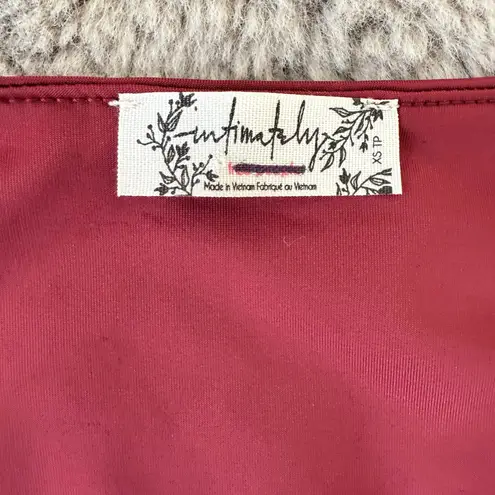 intimately
Made in Vietnam Fabriqué au Vietnam
XS TP